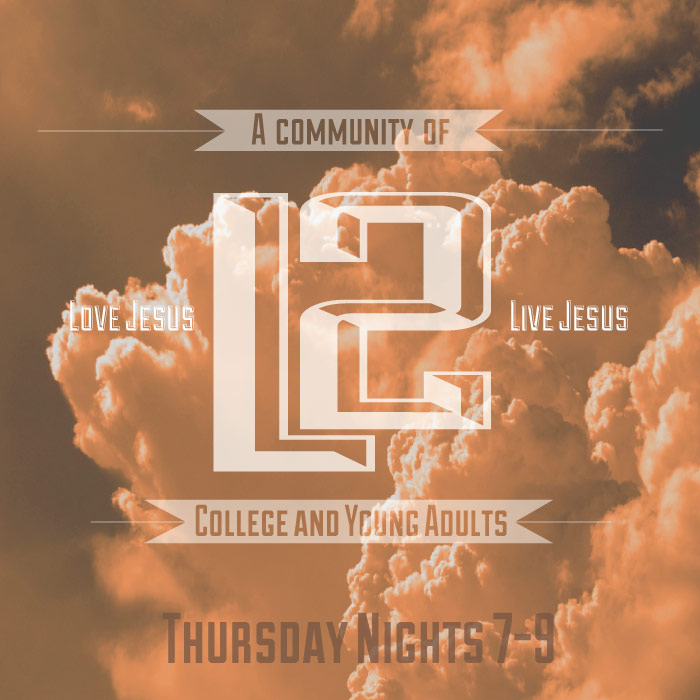 A COMMUNITY OF
L2
LOVE JESUS
LIVE JESUS
COLLEGE AND YOUNG ADULTS
THURSDAY NIGHTS 7-9